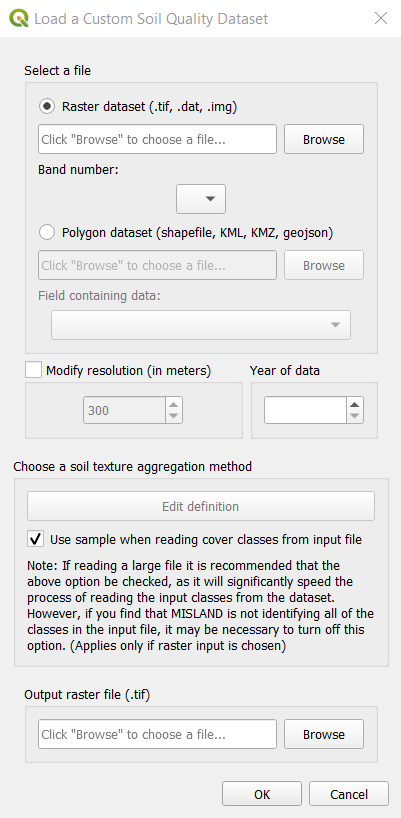 Load a Custom Soil Quality Dataset
Select a file
Raster dataset (.tif, .dat, .img)
Click "Browse" to choose a file...
Browse
Band number:
Polygon dataset (shapefile, KML, KMZ, geojson)
Click "Browse" to choose a file...
Browse
Field containing data:
Modify resolution (in meters)
Year of data
300
Choose a soil texture aggregation method
Edit definition
Use sample when reading cover classes from input file
Note: If reading a large file it is recommended that the
above option be checked, as it will significantly speed the
process of reading the input classes from the dataset.
However, if you find that MISLAND is not identifying all of the
classes in the input file, it may be necessary to turn off this
option. (Applies only if raster input is chosen)
Output raster file (.tif)
Click "Browse" to choose a file...
Browse
OK
Cancel